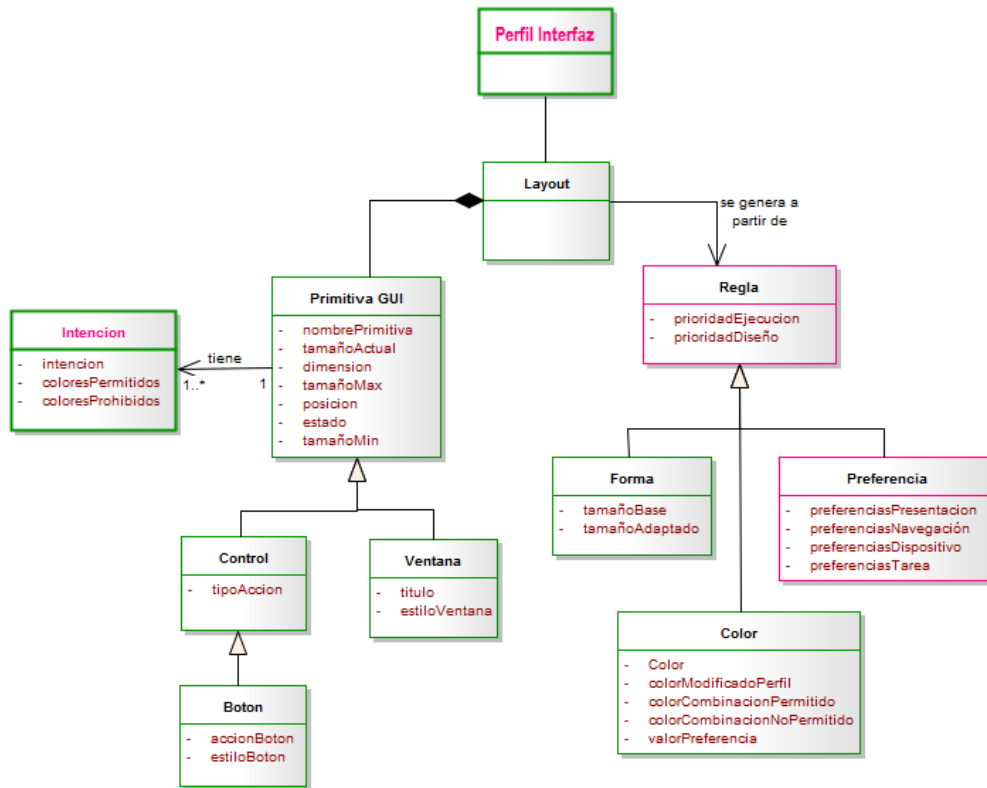 Perfil Interfaz
Layout
se genera a
partir de
Primitiva GUI
- nombrePrimitiva
- tamañoActual
- dimension
- tamañoMax
- posicion
- estado
- tamañoMin
Intencion
- intencion
- coloresPermitidos
- coloresProhibidos
tiene
1..*
1
Regla
- prioridadEjecucion
- prioridadDiseño
Control
- tipoAccion
Ventana
- titulo
- estiloVentana
Boton
- accionBoton
- estiloBoton
Forma
- tamañoBase
- tamañoAdaptado
Preferencia
- preferenciasPresentacion
- preferenciasNavegación
- preferenciasDispositivo
- preferenciasTarea
Color
- Color
- colorModificadoPerfil
- colorCombinacionPermitido
- colorCombinacionNoPermitido
- valorPreferencia